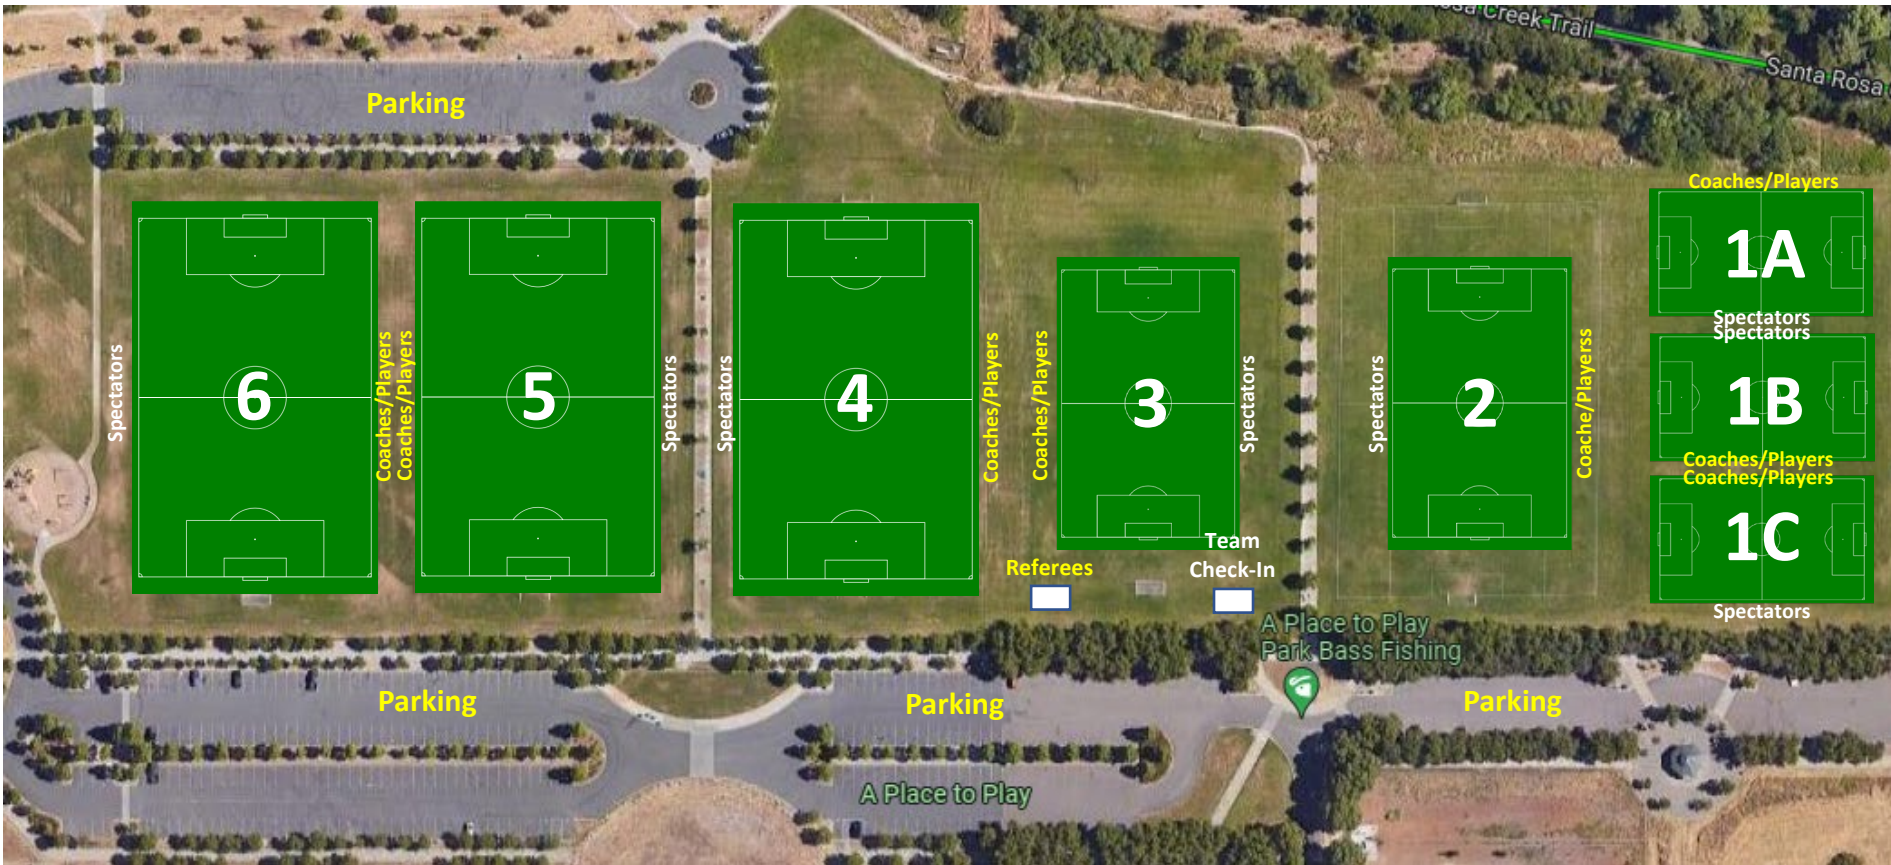 osa Creek Trail
Santa Rosa
Parking
Coaches/Players
1A
Spectators
Spectators
1B
Coaches/Players
Coaches/Players
1C
Spectators
Spectators
6
Coaches/Players
Coaches/Players
5
Spectators
Spectators
4
Coaches/Players
Coaches/Players
3
Spectators
Spectators
2
Coache/Playerss
Referees
Team
Check-In
A Place to Play
Park Bass Fishing
Parking
Parking
Parking
A Place to Play